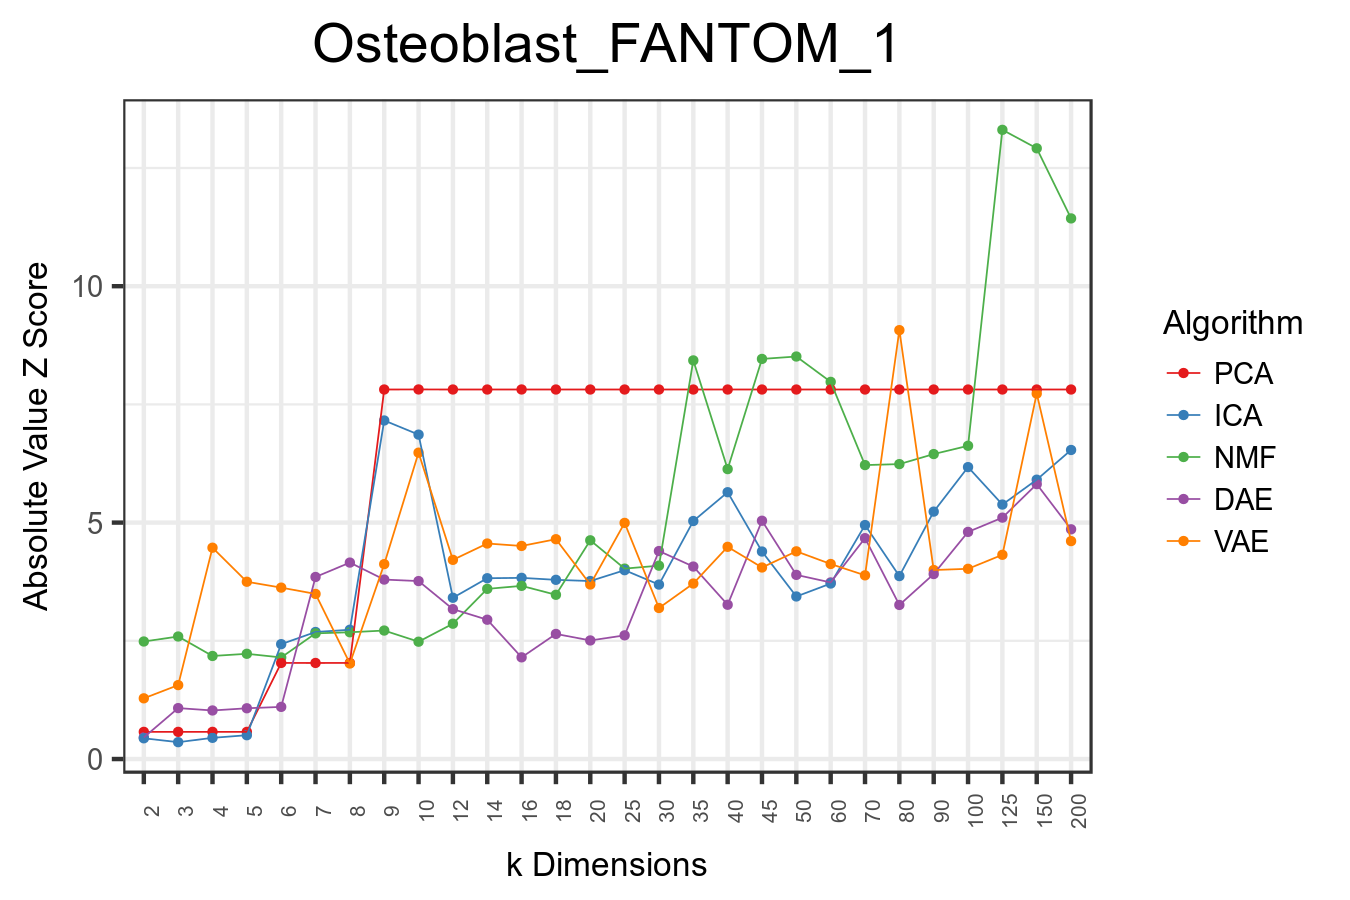 Osteoblast_FANTOM_1
Absolute Value Z Score
10
5
0
2 3 4 5 6 7 8 9 10 12 14 16 18 20 25 30 35 40 45 50 60 70 80 90 100 125 150 200
k Dimensions
Algorithm
PCA
ICA
NMF
DAE
VAE